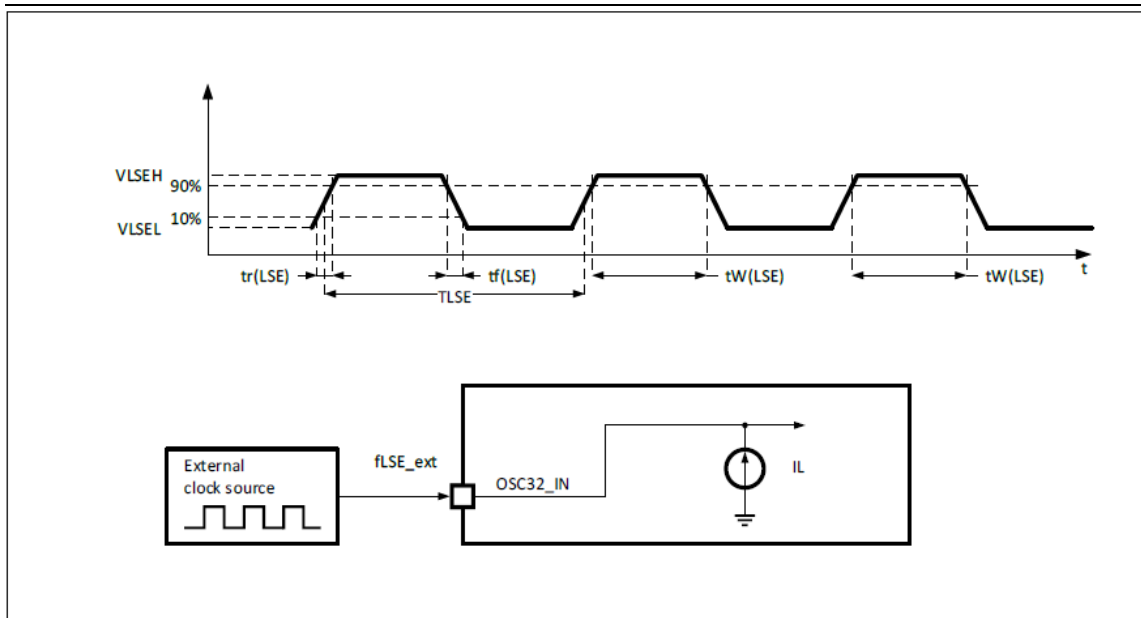 VLSEH
90%
10%
VLSEL
t
tr(LSE)
tf(LSE)
tW(LSE)
tW(LSE)
TLSE
External
clock source
fLSE_ext
OSC32_IN
IL